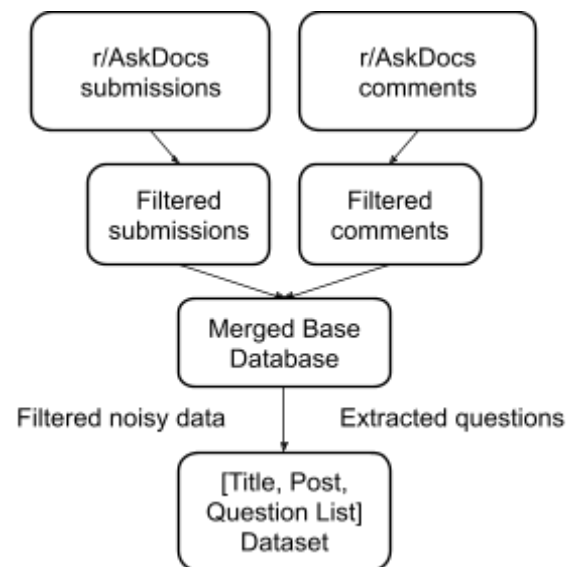 r/AskDocs
submissions
r/AskDocs
comments
Filtered
submissions
Filtered
comments
Merged Base
Database
Filtered noisy data
Extracted questions
[Title, Post,
Question List]
Dataset